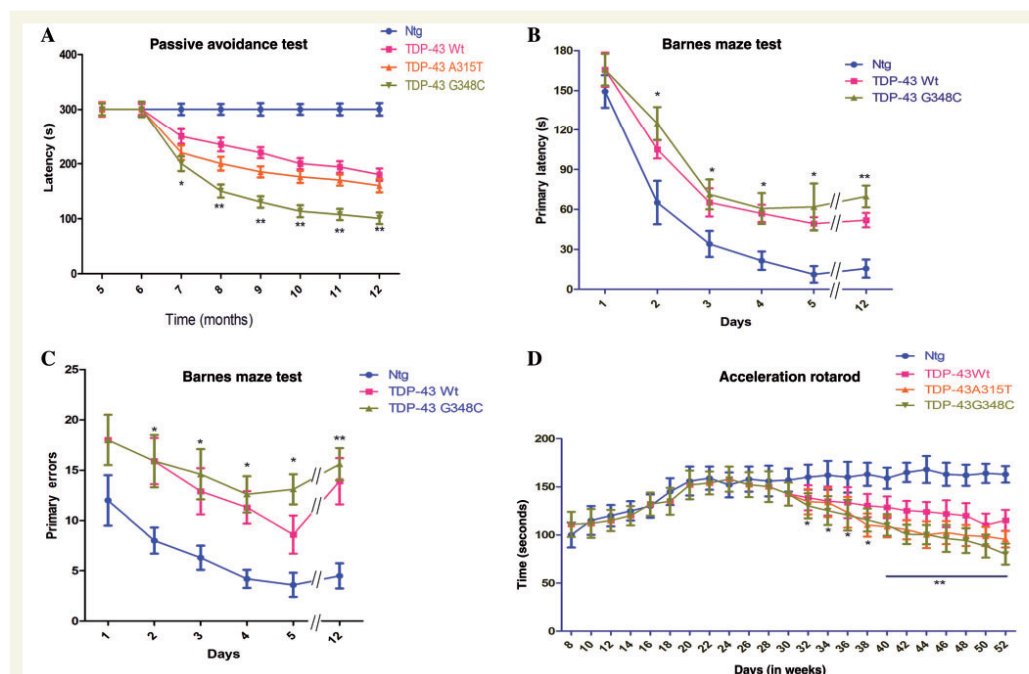 A
Passive avoidance test
Ntg
TDP-43 Wt
TDP-43 A315T
TDP-43 G348C
400
300
200
100
0
Latency (s)
*
**
**
**
**
**
5 6 7 8 9 10 11 12
Time (months)
B
Barnes maze test
Ntg
TDP-43 Wt
TDP-43 G348C
180
150
120
90
60
30
0
Primary latency (s)
*
*
*
*
**
1 2 3 4 5 12
Days
C
Barnes maze test
Ntg
TDP-43 Wt
TDP-43 G348C
25
20
15
10
5
0
Primary errors
*
*
*
*
**
1 2 3 4 5 12
Days
D
Acceleration rotarod
Ntg
TDP-43Wt
TDP-43A315T
TDP-43G348C
200
150
100
50
0
Time (seconds)
* * * *
**
8 10 12 14 16 18 20 22 24 26 28 30 32 34 36 38 40 42 44 46 48 50 52
Days (in weeks)